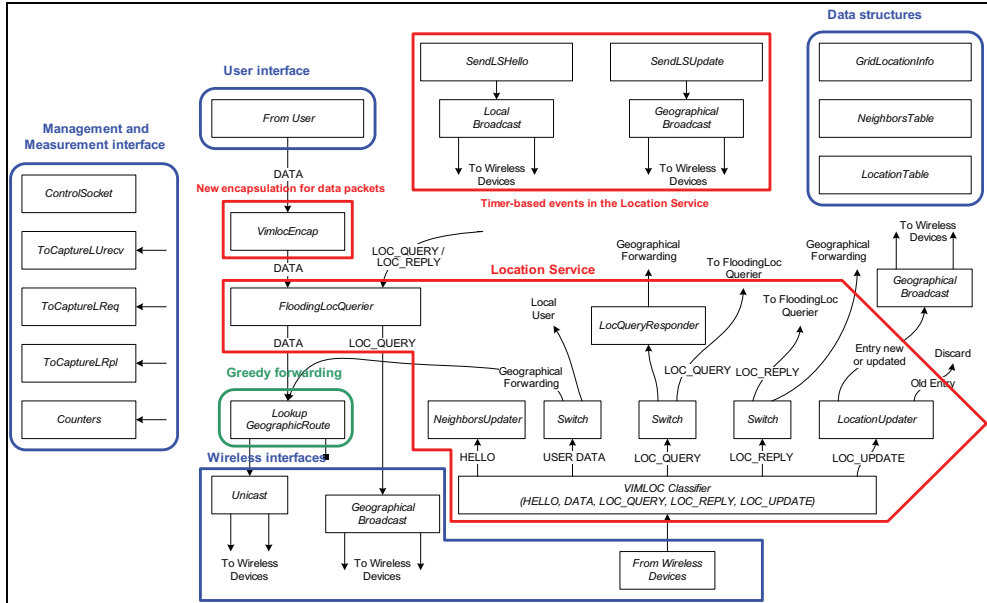 Data structures
GridLocationInfo
NeighborsTable
LocationTable
User interface
From User
Management and
Measurement interface
ControlSocket
ToCaptureLUrecv
ToCaptureLReq
ToCaptureLRpl
Counters
SendLSHello
SendLSUpdate
Local
Broadcast
Geographical
Broadcast
To Wireless
Devices
To Wireless
Devices
Timer-based events in the Location Service
DATA
New encapsulation for data packets
VimlocEncap
DATA
LOC_QUERY /
LOC_REPLY
Location Service
FloodingLocQuerier
DATA
LOC_QUERY
Geographical
Forwarding
To FloodingLoc
Querier
Geographical
Forwarding
To Wireless
Devices
Geographical
Broadcast
To FloodingLoc
Querier
Local
User
LocQueryResponder
Entry new
or updated
Discard
Old Entry
LOC_QUERY
LOC_REPLY
Greedy forwarding
Geographical
Forwarding
Lookup
GeographicRoute
NeighborsUpdater
Switch
Switch
Switch
LocationUpdater
HELLO
USER DATA
LOC_QUERY
LOC_REPLY
LOC_UPDATE
VIMLOC Classifier
(HELLO, DATA, LOC_QUERY, LOC_REPLY, LOC_UPDATE)
Wireless interfaces
Unicast
Geographical
Broadcast
To Wireless
Devices
To Wireless
Devices
From Wireless
Devices